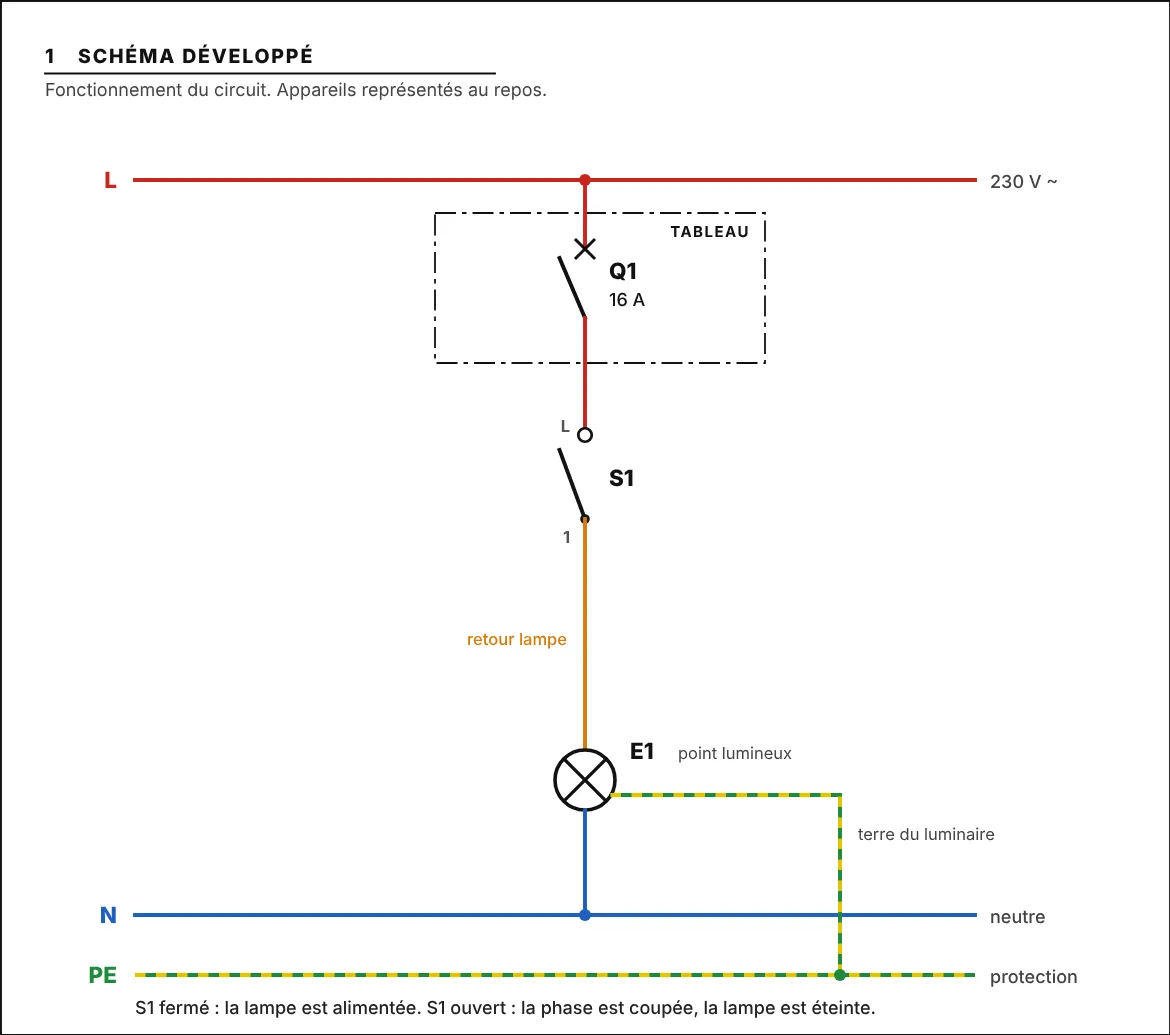 1 SCHÉMA DÉVELOPPÉ
Fonctionnement du circuit. Appareils représentés au repos.
L
230 V ~
TABLEAU
Q1
16 A
L
S1
1
retour lampe
E1 point lumineux
terre du luminaire
N
neutre
PE
protection
S1 fermé : la lampe est alimentée. S1 ouvert : la phase est coupée, la lampe est éteinte.